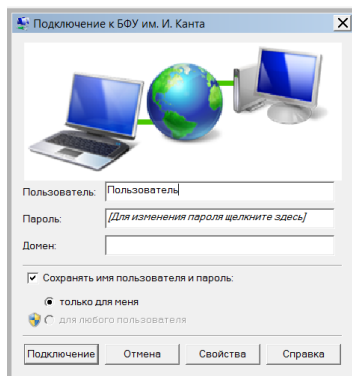 Подключение к БФУ им. И. Канта
Пользователь: Пользователь
Пароль: [Для изменения пароля щелкните здесь]
Домен:
Сохранять имя пользователя и пароль:
только для меня
для любого пользователя
Подключение Отмена Свойства Справка